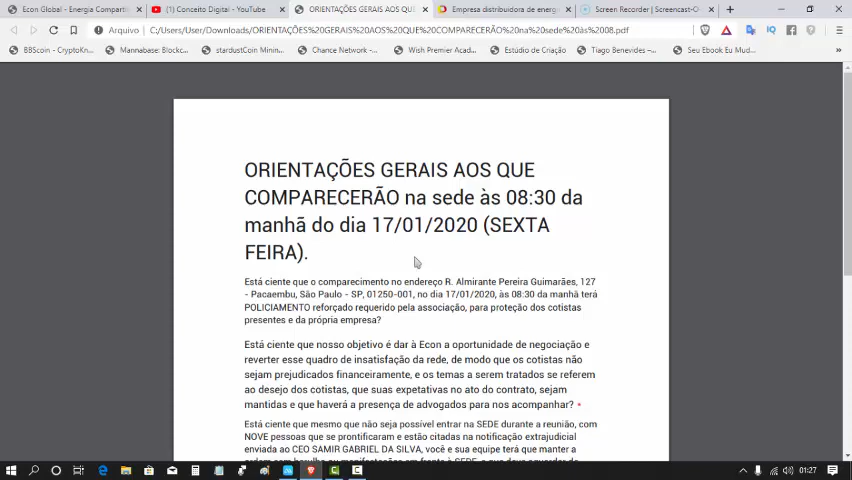 Econ Global - Energia Comparti
(1) Conceito Digital - YouTube
ORIENTAÇÕES GERAIS AOS QUE
Empresa distribuidora de energi
Screen Recorder | Screencast-O
Arquivo | C:/Users/User/Downloads/ORIENTAÇÕES%20GERAIS%20AOS%20QUE%20COMPARECERÃO%20na%20sede%20às%2008.pdf
BBScoin - CryptoKn...
Mannabase: Blockc...
stardustCoin Minin...
Chance Network -...
Wish Premier Acad...
Estúdio de Criação
Tiago Benevides –...
Seu Ebook Eu Mud...
ORIENTAÇÕES GERAIS AOS QUE
COMPARECERÃO na sede às 08:30 da
manhã do dia 17/01/2020 (SEXTA
FEIRA).
Está ciente que o comparecimento no endereço R. Almirante Pereira Guimarães, 127
- Pacaembu, São Paulo - SP, 01250-001, no dia 17/01/2020, às 08:30 da manhã terá
POLICIAMENTO reforçado requerido pela associação, para proteção dos cotistas
presentes e da própria empresa?
Está ciente que nosso objetivo é dar à Econ a oportunidade de negociação e
reverter esse quadro de insatisfação da rede, de modo que os cotistas não
sejam prejudicados financeiramente, e os temas a serem tratados se referem
ao desejo dos cotistas, que suas expetativas no ato do contrato, sejam
mantidas e que haverá a presença de advogados para nos acompanhar? *
Está ciente que mesmo que não seja possível entrar na SEDE durante a reunião, com
NOVE pessoas que se prontificaram e estão citadas na notificação extrajudicial
enviada ao CEO SAMIR GABRIEL DA SILVA, você e sua equipe terá que manter a
01:27